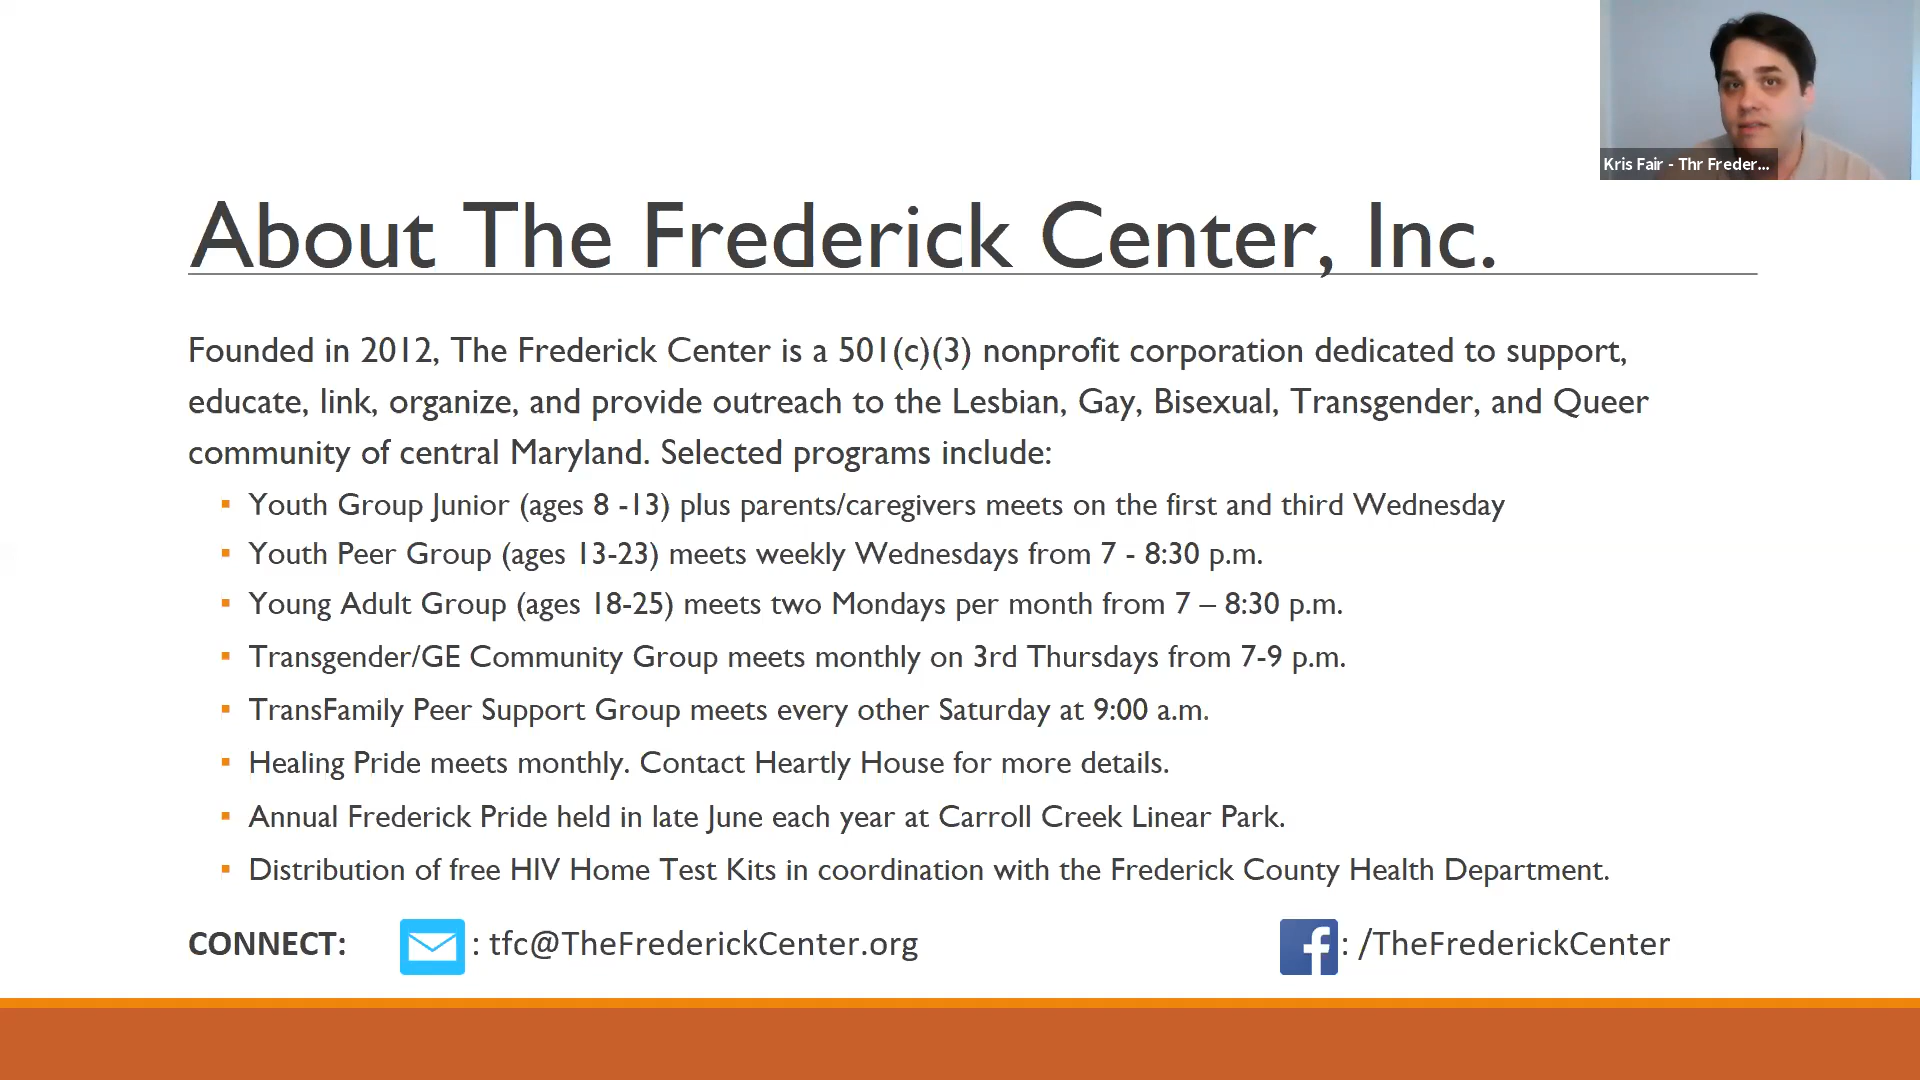 Kris Fair - Thr Freder...
About The Frederick Center, Inc.
Founded in 2012, The Frederick Center is a 501(c)(3) nonprofit corporation dedicated to support,
educate, link, organize, and provide outreach to the Lesbian, Gay, Bisexual, Transgender, and Queer
community of central Maryland. Selected programs include:
▪ Youth Group Junior (ages 8 -13) plus parents/caregivers meets on the first and third Wednesday
▪ Youth Peer Group (ages 13-23) meets weekly Wednesdays from 7 - 8:30 p.m.
▪ Young Adult Group (ages 18-25) meets two Mondays per month from 7 – 8:30 p.m.
▪ Transgender/GE Community Group meets monthly on 3rd Thursdays from 7-9 p.m.
▪ TransFamily Peer Support Group meets every other Saturday at 9:00 a.m.
▪ Healing Pride meets monthly. Contact Heartly House for more details.
▪ Annual Frederick Pride held in late June each year at Carroll Creek Linear Park.
▪ Distribution of free HIV Home Test Kits in coordination with the Frederick County Health Department.
CONNECT: : tfc@TheFrederickCenter.org f : /TheFrederickCenter